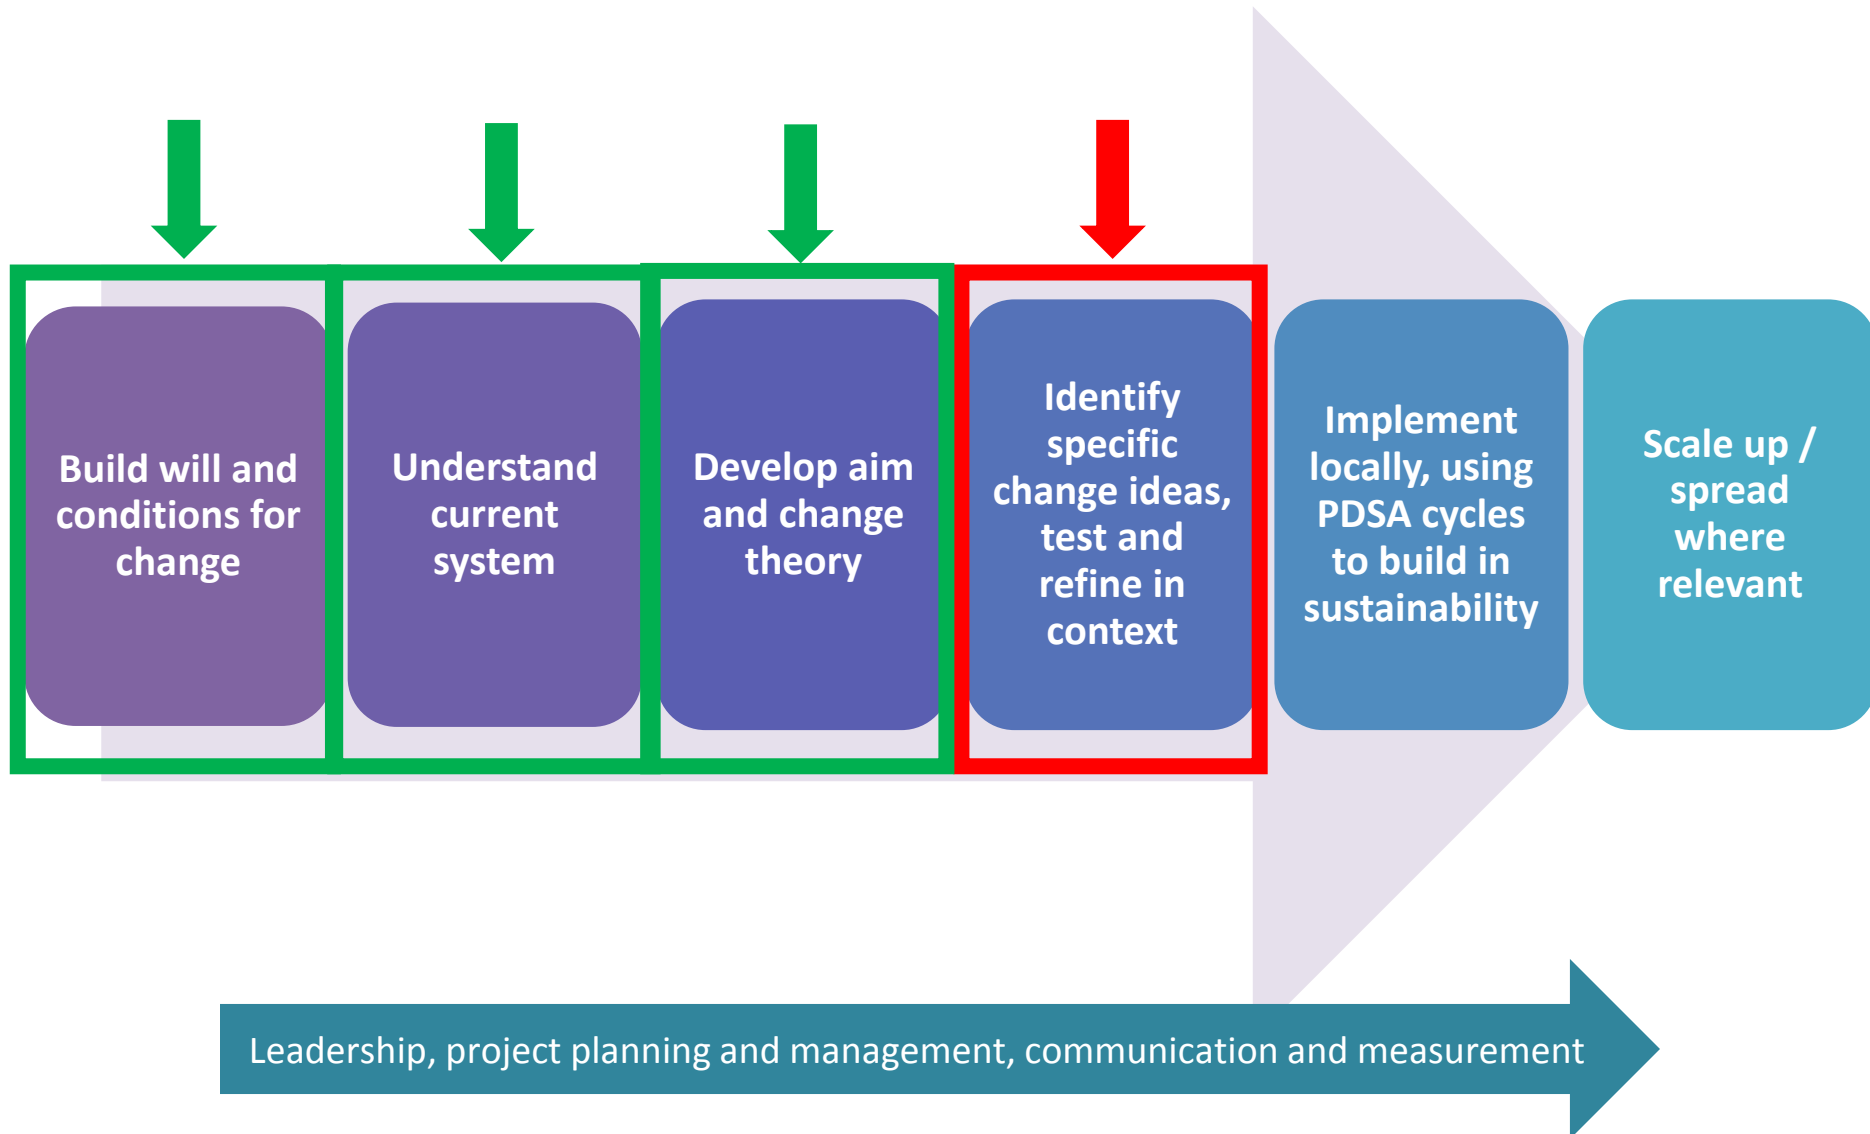 Build will and
conditions for
change
Understand
current
system
Develop aim
and change
theory
Identify
specific
change ideas,
test and
refine in
context
Implement
locally, using
PDSA cycles
to build in
sustainability
Scale up /
spread
where
relevant
Leadership, project planning and management, communication and measurement